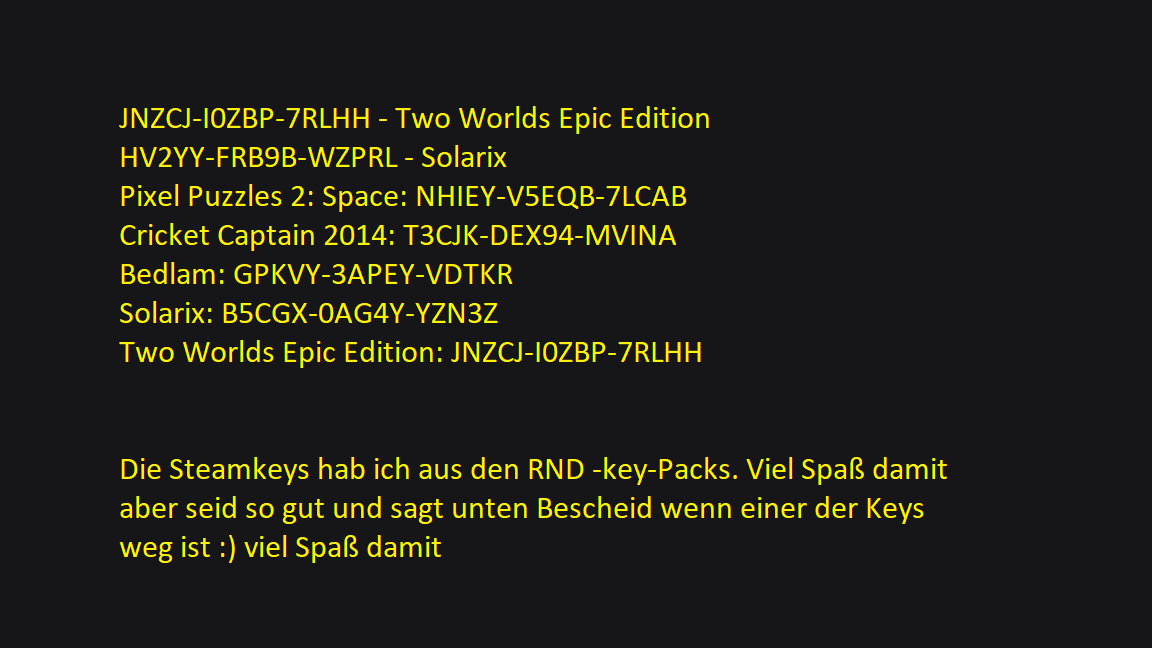 JNZCJ-I0ZBP-7RLHH - Two Worlds Epic Edition
HV2YY-FRB9B-WZPRL - Solarix
Pixel Puzzles 2: Space: NHIEY-V5EQB-7LCAB
Cricket Captain 2014: T3CJK-DEX94-MVINA
Bedlam: GPKVY-3APEY-VDTKR
Solarix: B5CGX-0AG4Y-YZN3Z
Two Worlds Epic Edition: JNZCJ-I0ZBP-7RLHH
Die Steamkeys hab ich aus den RND -key-Packs. Viel Spaß damit
aber seid so gut und sagt unten Bescheid wenn einer der Keys
weg ist :) viel Spaß damit